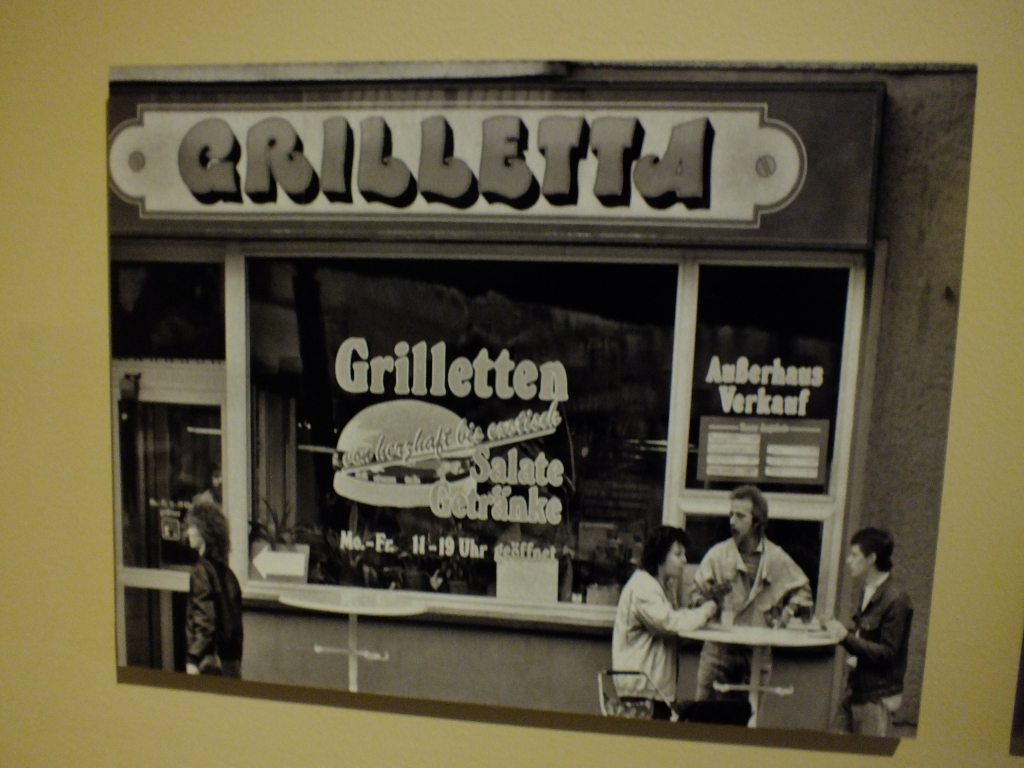 GRILLETTA
Grilletten
von herzhaft bis exotisch
Salate
Getränke
Mo.-Fr. 11-19 Uhr geöffnet
Außerhaus
Verkauf